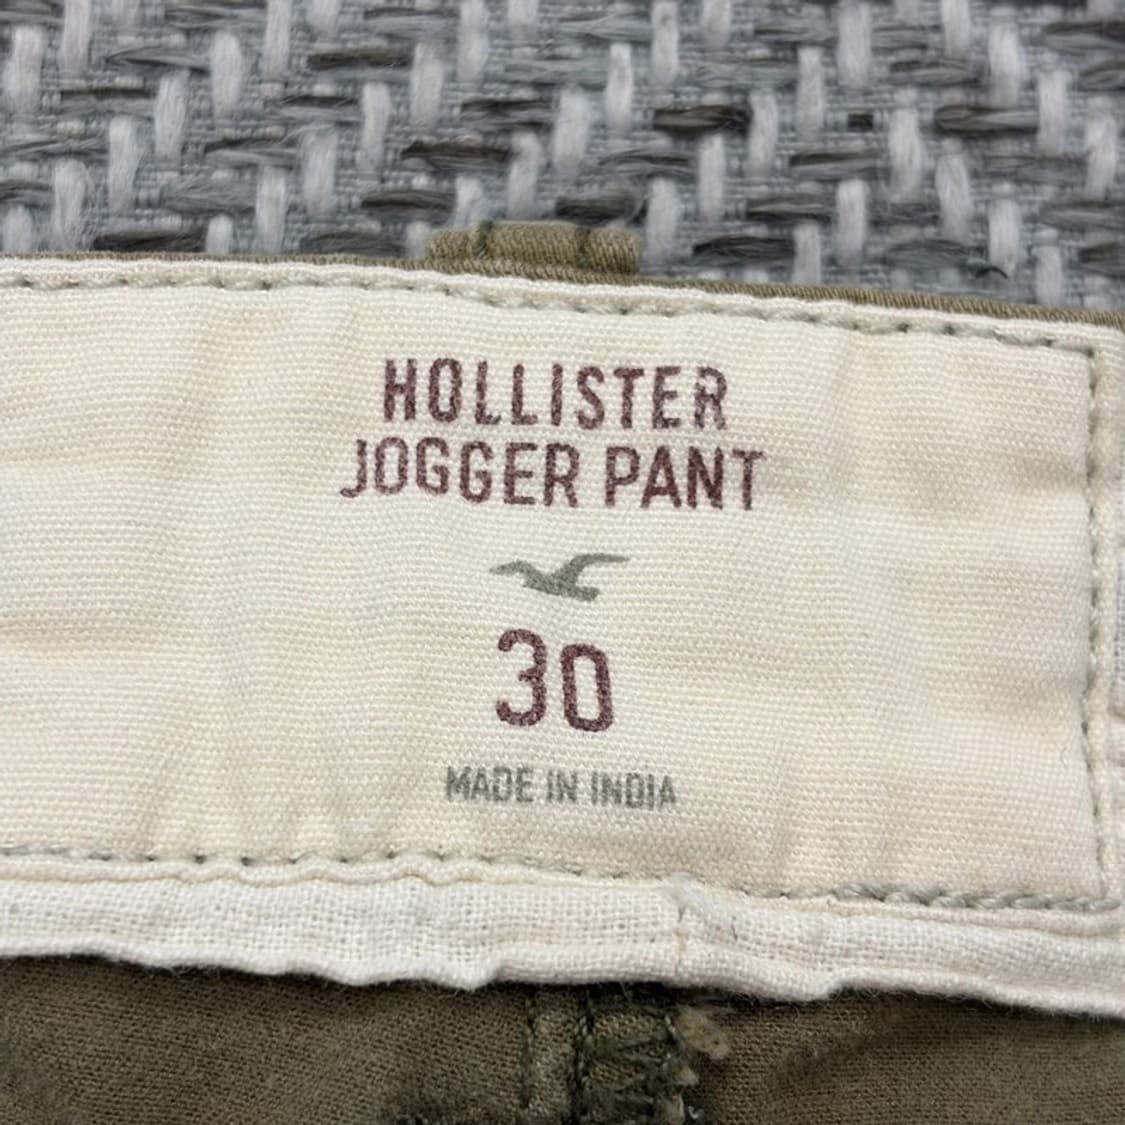 HOLLISTER
JOGGER PANT
30
MADE IN INDIA